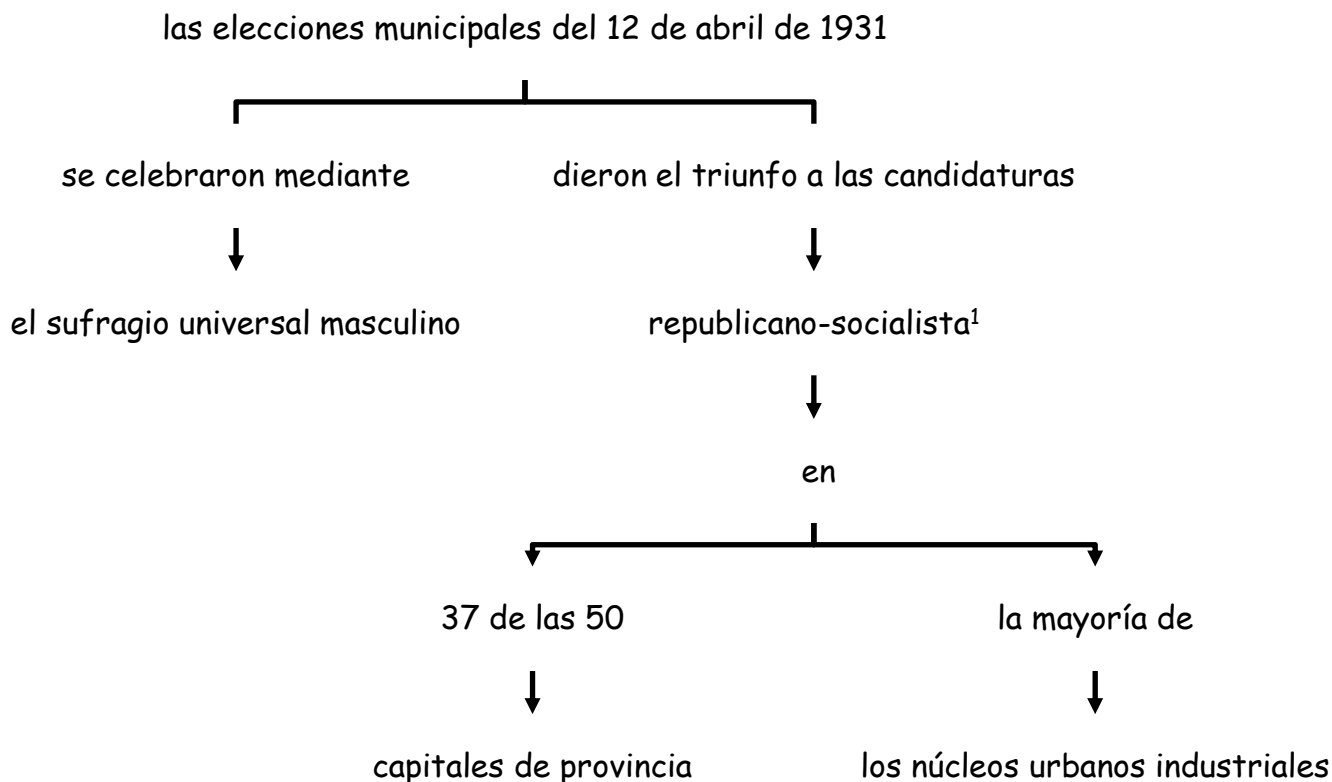 las elecciones municipales del 12 de abril de 1931
se celebraron mediante
dieron el triunfo a las candidaturas
el sufragio universal masculino
republicano-socialista¹
en
37 de las 50
la mayoría de
capitales de provincia
los núcleos urbanos industriales